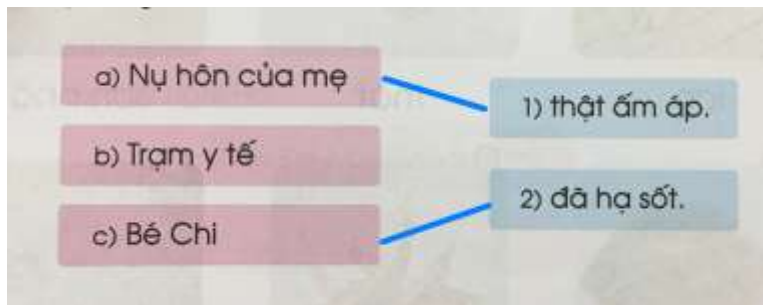 a) Nụ hôn của mẹ
1) thật ấm áp.
b) Trạm y tế
2) đã hạ sốt.
c) Bé Chi